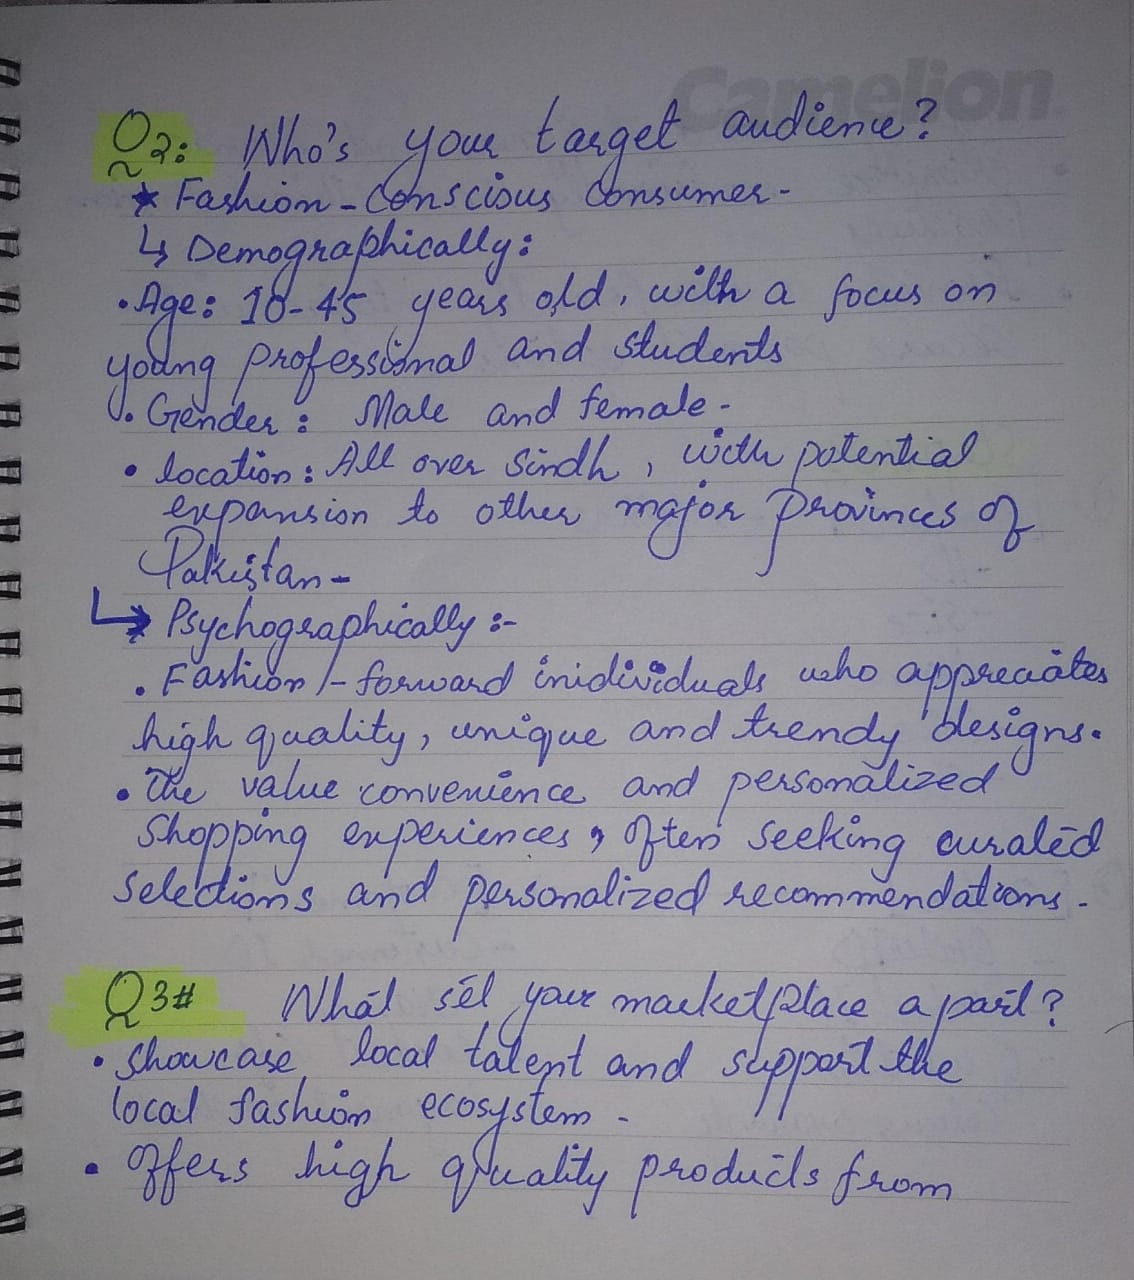 Camelion
Q2: Who's your target audience?
★ Fashion-conscious consumer-
↳ Demographically:
• Age: 18-45 years old, with a focus on
young professional and students
• Gender: Male and female-
• location: All over Sindh, with potential
expansion to other major provinces of
Pakistan-
↳ Psychographically:-
• Fashion-forward inidividuals who appreciates
high quality, unique and trendy designs.
• The value convenience and personalized
Shopping experiences, often seeking curated
Selections and personalized recommendations.
Q3# What set your marketplace apart?
• Showcase local talent and support the
local fashion ecosystem-
• Offers high quality products from